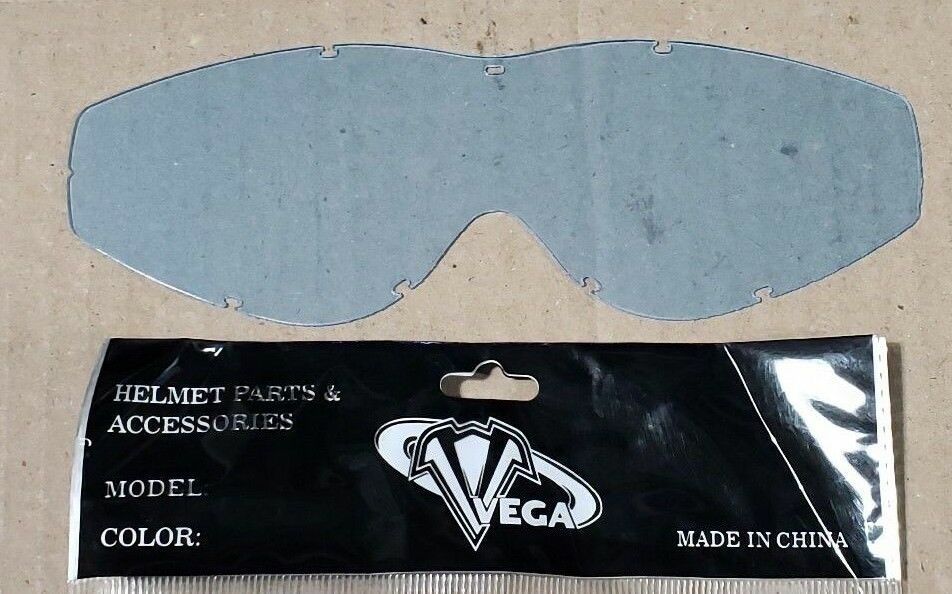 HELMET PARTS &
ACCESSORIES
MODEL
COLOR:
VEGA
MADE IN CHINA